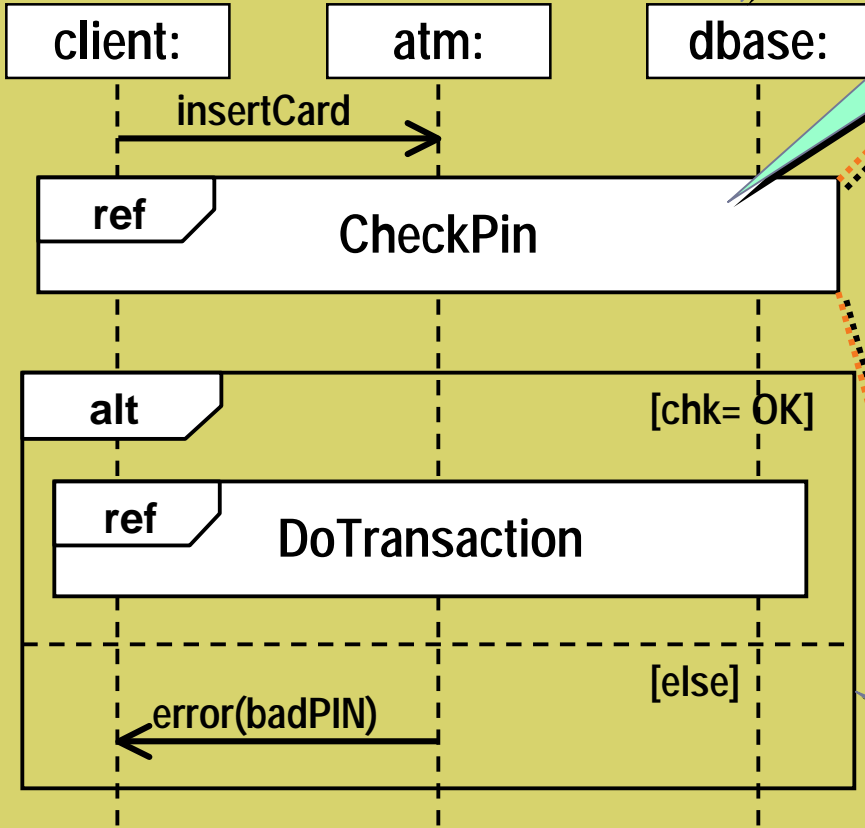 client: atm: dbase:
insertCard
ref
CheckPin
alt [chk= OK]
ref
DoTransaction
[else]
error(badPIN)